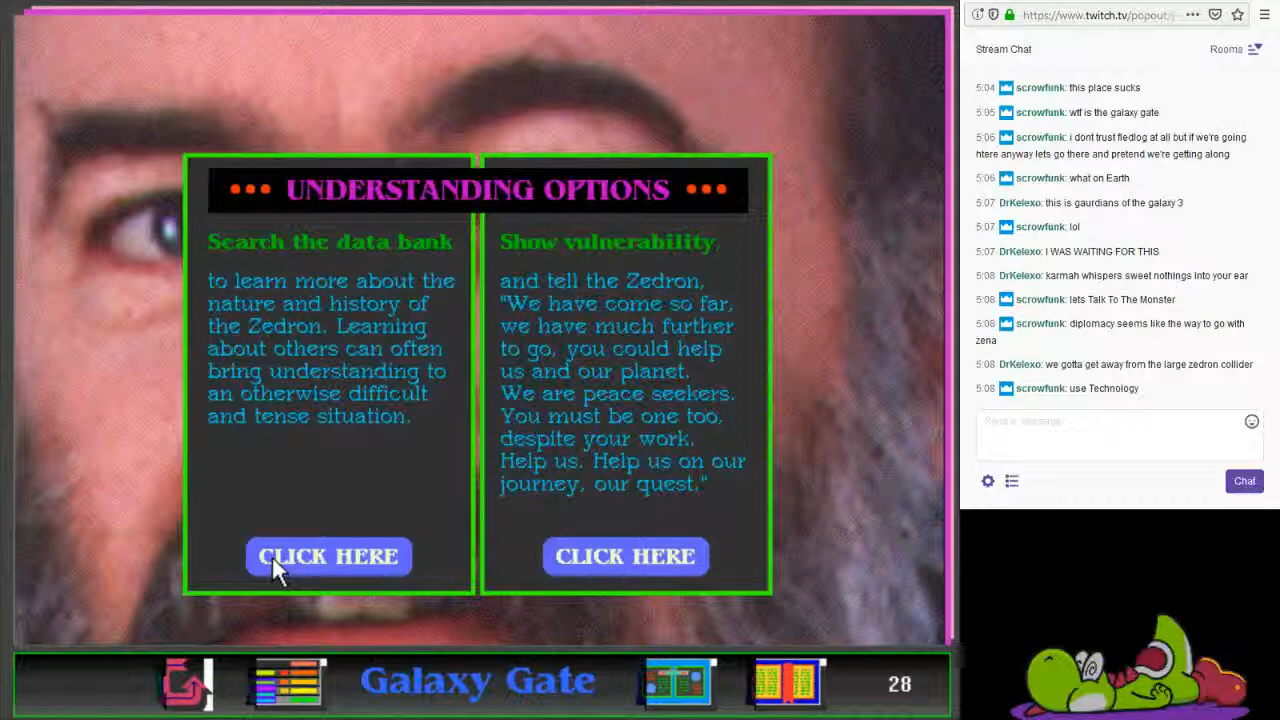 ••• UNDERSTANDING OPTIONS •••
Search the data bank
to learn more about the
nature and history of
the Zedron. Learning
about others can often
bring understanding to
an otherwise difficult
and tense situation.
CLICK HERE
Show vulnerability,
and tell the Zedron,
"We have come so far,
we have much further
to go, you could help
us and our planet.
We are peace seekers.
You must be one too,
despite your work.
Help us. Help us on our
journey, our quest."
CLICK HERE
Galaxy Gate
28
https://www.twitch.tv/popout/
Stream Chat
Rooms
5:04 scrowfunk: this place sucks
5:05 scrowfunk: wtf is the galaxy gate
5:06 scrowfunk: i dont trust fledlog at all but if we're going
htere anyway lets go there and pretend we're getting along
5:06 scrowfunk: what on Earth
5:07 DrKelexo: this is gaurdians of the galaxy 3
5:07 scrowfunk: lol
5:07 DrKelexo: I WAS WAITING FOR THIS
5:08 DrKelexo: karmah whispers sweet nothings into your ear
5:08 scrowfunk: lets Talk To The Monster
5:08 scrowfunk: diplomacy seems like the way to go with
zena
5:08 DrKelexo: we gotta get away from the large zedron collider
5:08 scrowfunk: use Technology
Send a message
Chat